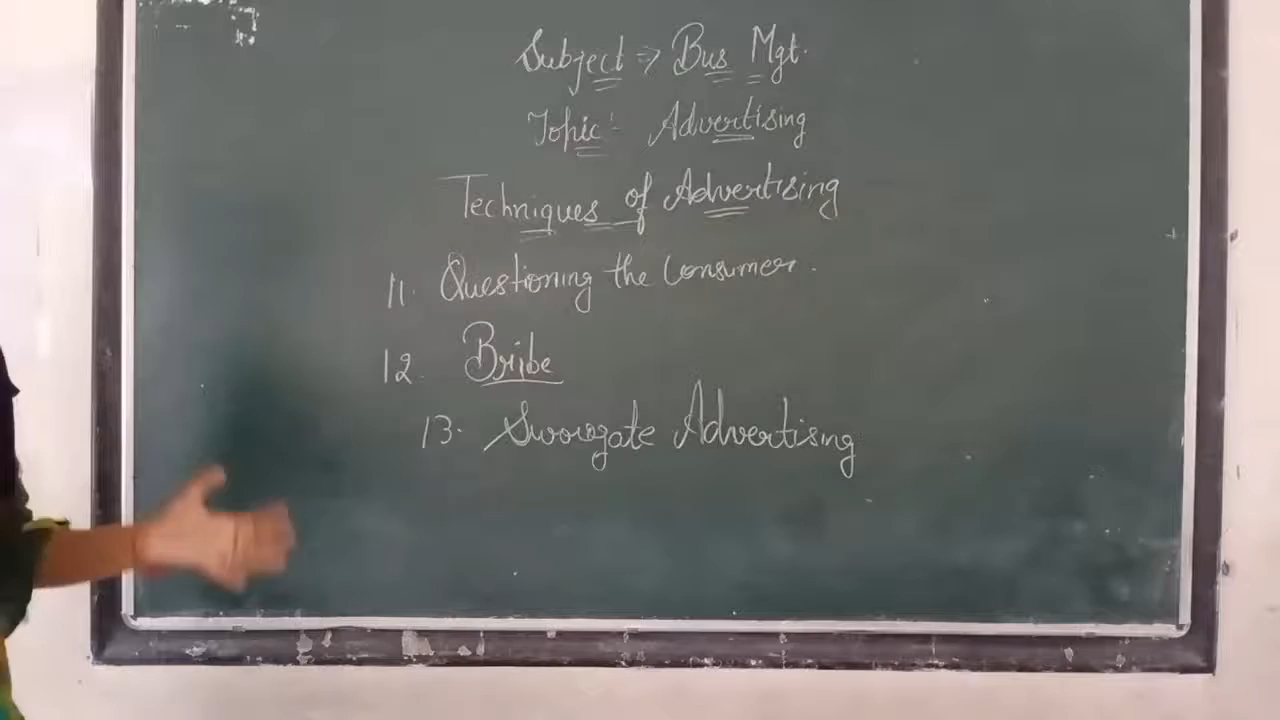 Subject => Bus Mgt.
Topic:- Advertising
Techniques of Advertising
11. Questioning the Consumer.
12. Bribe
13. Surrogate Advertising